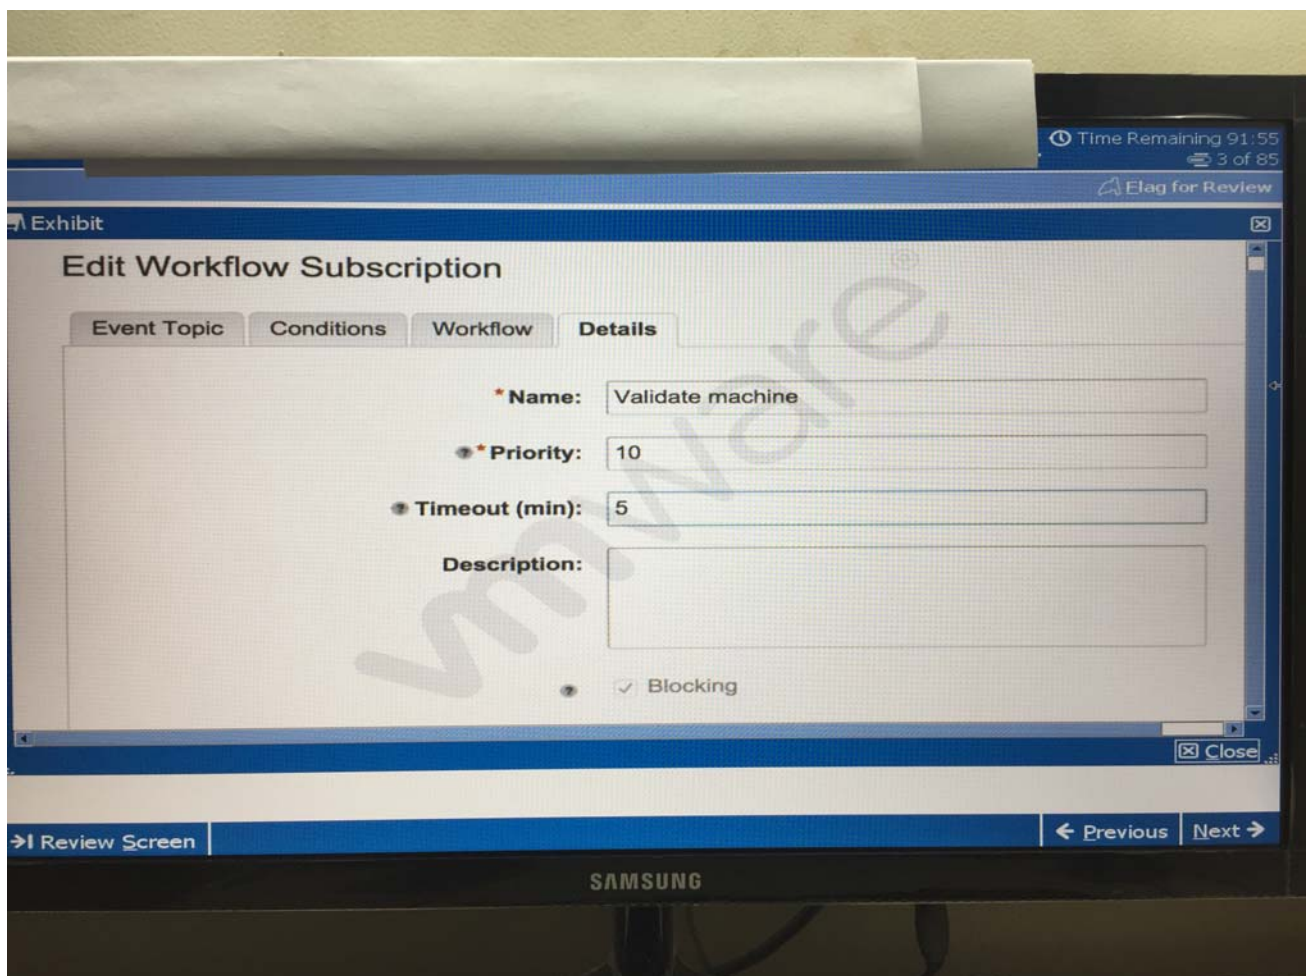 Time Remaining 91:55
3 of 85
Flag for Review
Exhibit
Edit Workflow Subscription
Event Topic Conditions Workflow Details
*Name: Validate machine
?*Priority: 10
? Timeout (min): 5
Description:
? Blocking
vmware®
Close
Review Screen
Previous Next
SAMSUNG